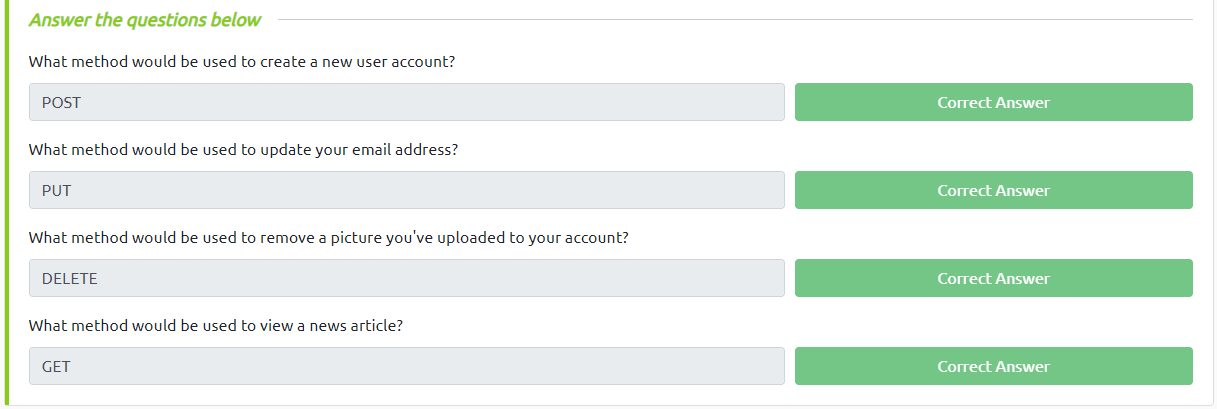 Answer the questions below
What method would be used to create a new user account?
POST Correct Answer
What method would be used to update your email address?
PUT Correct Answer
What method would be used to remove a picture you've uploaded to your account?
DELETE Correct Answer
What method would be used to view a news article?
GET Correct Answer